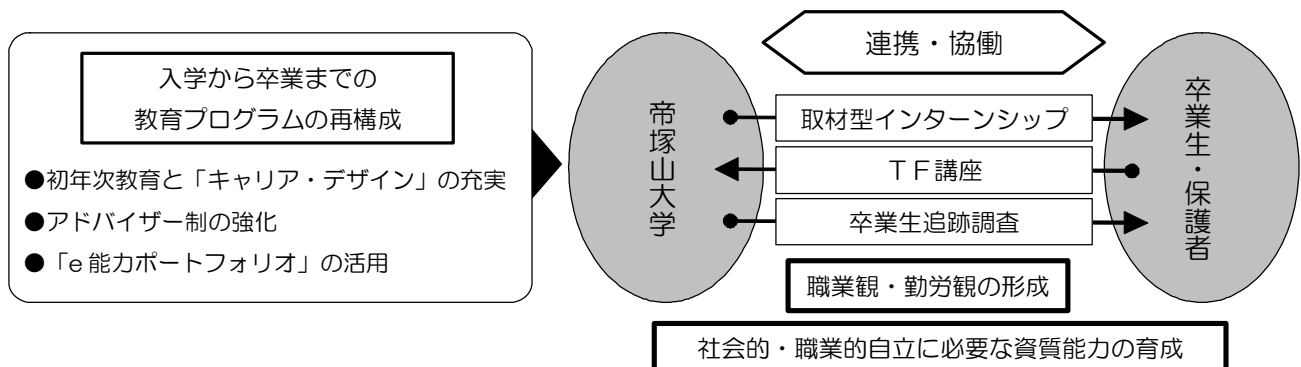 入学から卒業までの
教育プログラムの再構成
●初年次教育と「キャリア・デザイン」の充実
●アドバイザー制の強化
●「e 能力ポートフォリオ」の活用
帝塚山大学
連携・協働
取材型インターンシップ
ＴＦ講座
卒業生追跡調査
卒業生・保護者
職業観・勤労観の形成
社会的・職業的自立に必要な資質能力の育成